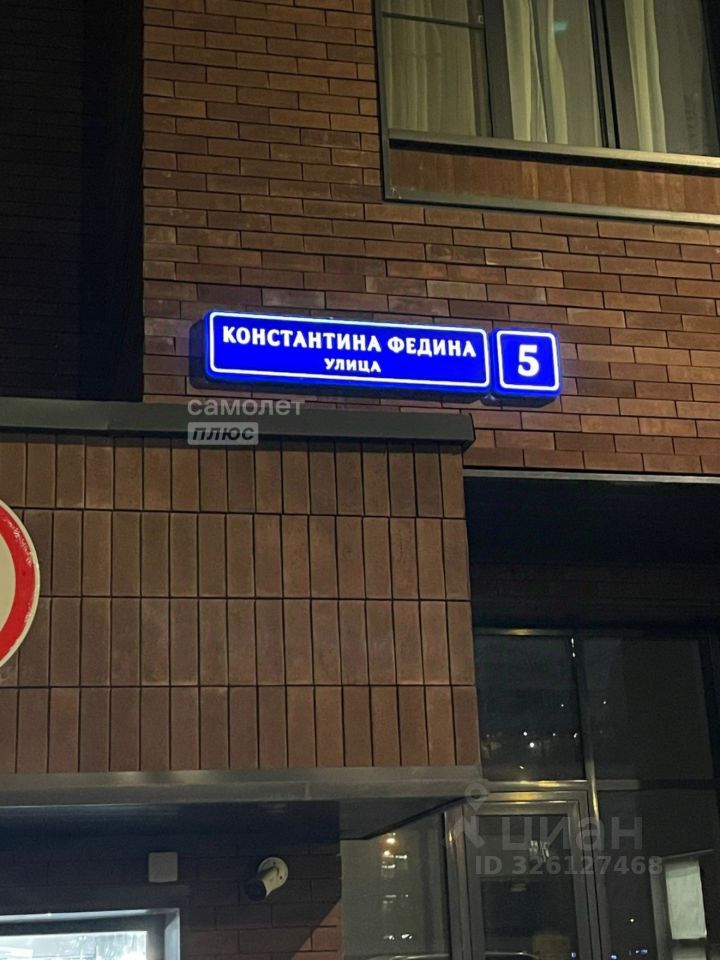 КОНСТАНТИНА ФЕДИНА
УЛИЦА
5
самолет
плюс
циан
ID 326127468